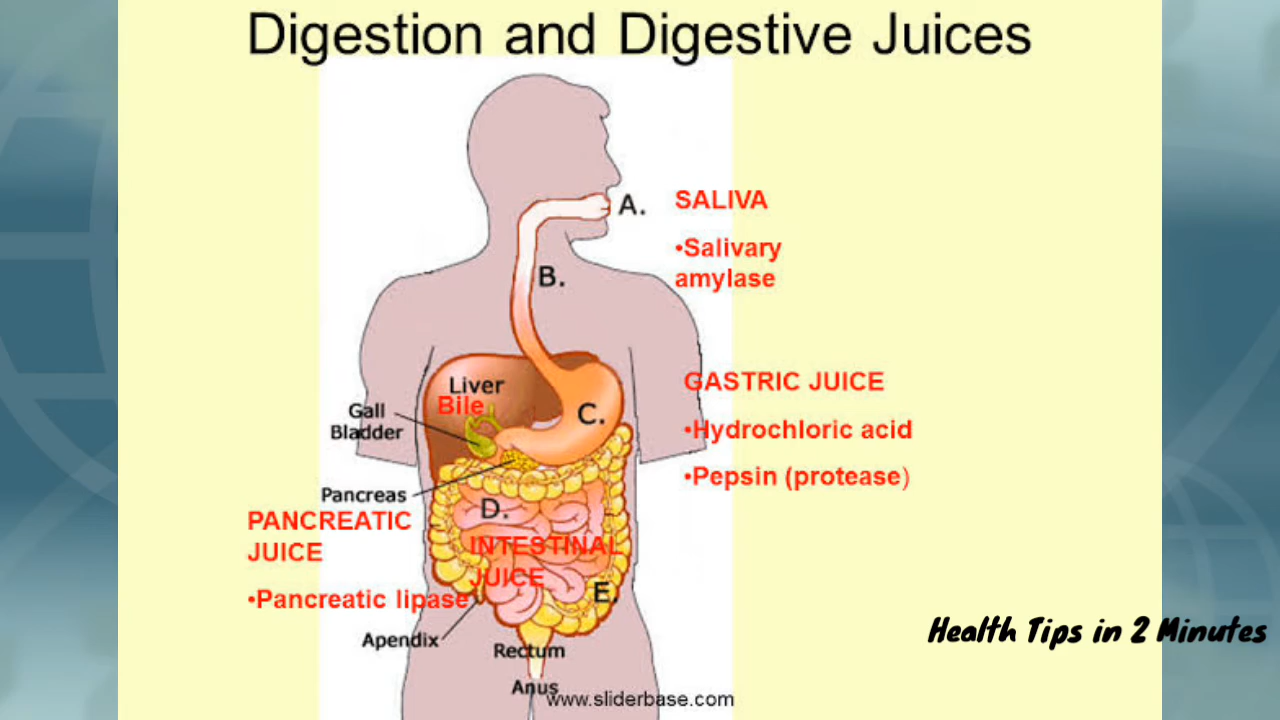 Digestion and Digestive Juices
A.
SALIVA
•Salivary
amylase
B.
GASTRIC JUICE
•Hydrochloric acid
•Pepsin (protease)
Liver
Bile
Gall
Bladder
C.
Pancreas
PANCREATIC
JUICE
•Pancreatic lipase
D.
INTESTINAL
JUICE
E.
Apendix
Rectum
Anus
www.sliderbase.com
Health Tips in 2 Minutes